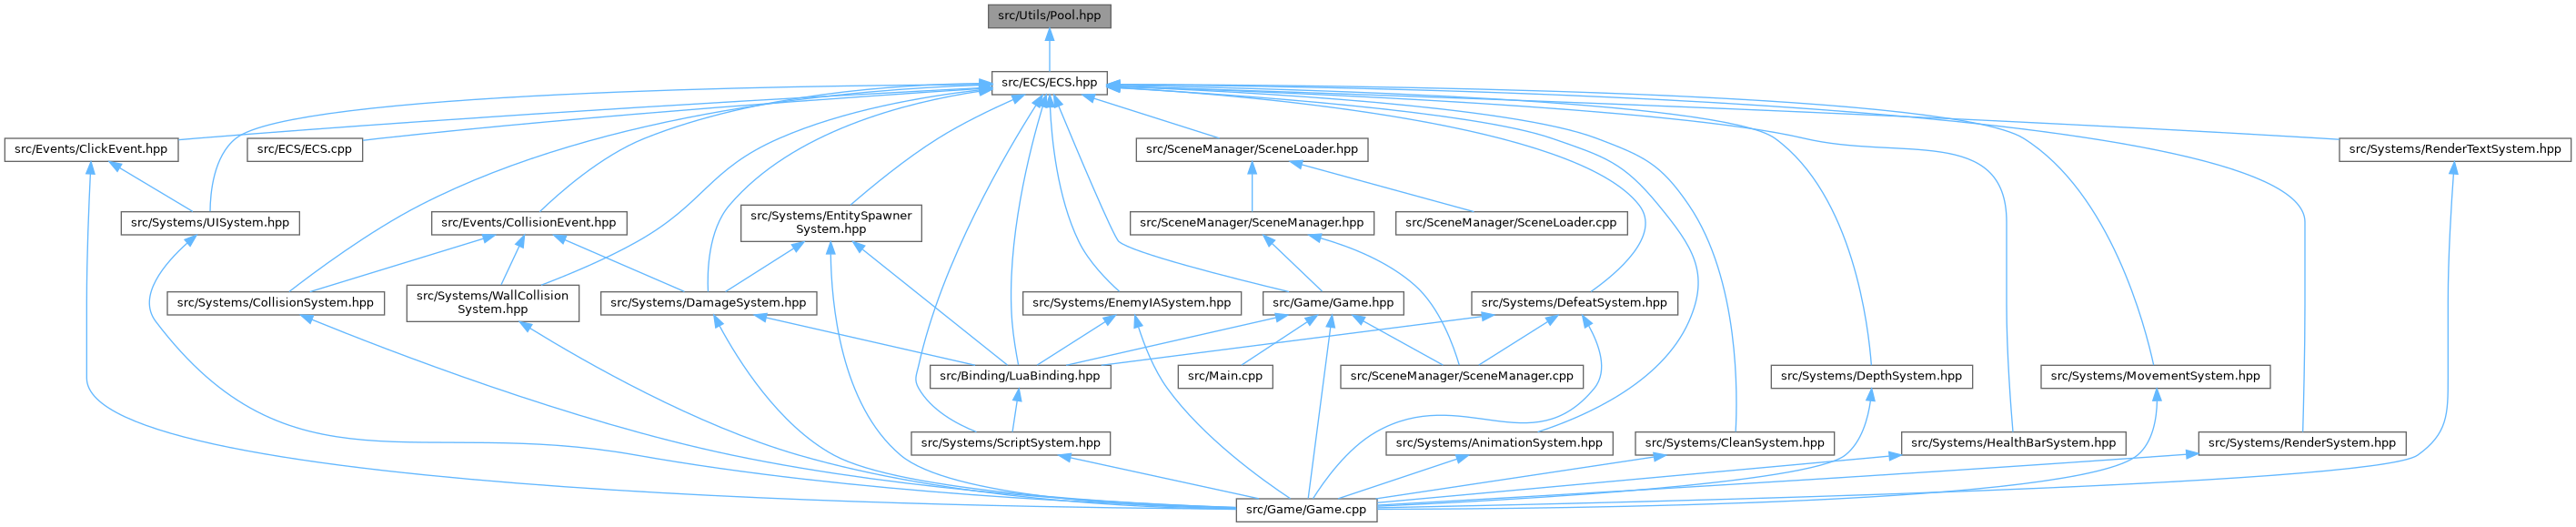 src/Utils/Pool.hpp
src/ECS/ECS.hpp
src/Events/ClickEvent.hpp
src/ECS/ECS.cpp
src/SceneManager/SceneLoader.hpp
src/Systems/RenderTextSystem.hpp
src/Systems/UISystem.hpp
src/Events/CollisionEvent.hpp
src/Systems/EntitySpawner
System.hpp
src/SceneManager/SceneManager.hpp
src/SceneManager/SceneLoader.cpp
src/Systems/CollisionSystem.hpp
src/Systems/WallCollision
System.hpp
src/Systems/DamageSystem.hpp
src/Systems/EnemyIASystem.hpp
src/Game/Game.hpp
src/Systems/DefeatSystem.hpp
src/Binding/LuaBinding.hpp
src/Main.cpp
src/SceneManager/SceneManager.cpp
src/Systems/DepthSystem.hpp
src/Systems/MovementSystem.hpp
src/Systems/ScriptSystem.hpp
src/Systems/AnimationSystem.hpp
src/Systems/CleanSystem.hpp
src/Systems/HealthBarSystem.hpp
src/Systems/RenderSystem.hpp
src/Game/Game.cpp